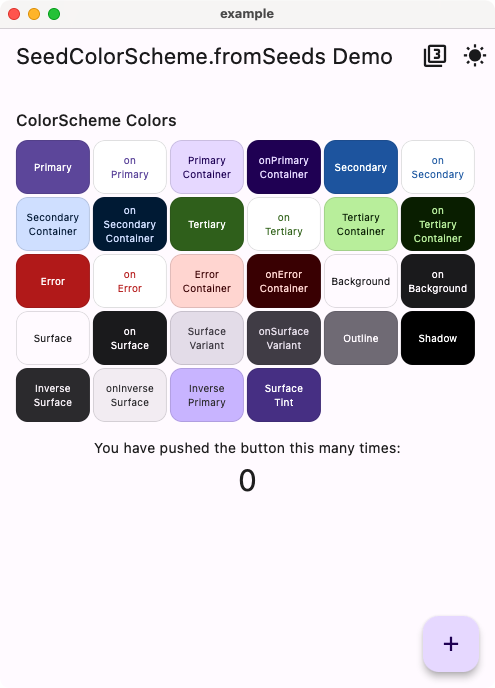 example
SeedColorScheme.fromSeeds Demo
3
ColorScheme Colors
Primary
on
Primary
Primary
Container
onPrimary
Container
Secondary
on
Secondary
Secondary
Container
on
Secondary
Container
Tertiary
on
Tertiary
Tertiary
Container
on
Tertiary
Container
Error
on
Error
Error
Container
onError
Container
Background
on
Background
Surface
on
Surface
Surface
Variant
onSurface
Variant
Outline
Shadow
Inverse
Surface
onInverse
Surface
Inverse
Primary
Surface
Tint
You have pushed the button this many times:
0
+